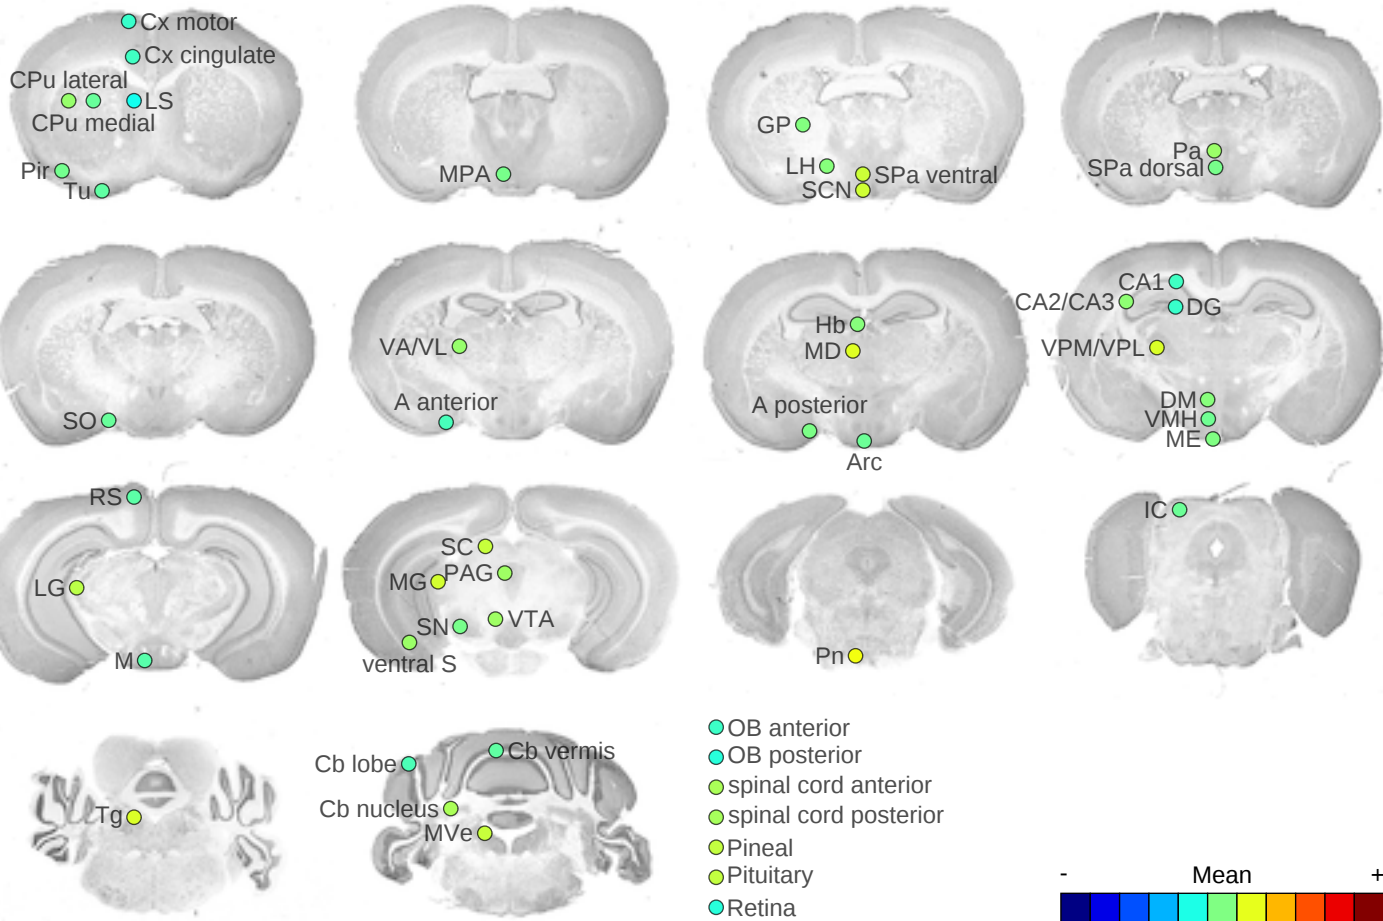 Cx motor
Cx cingulate
CPu lateral
LS
CPu medial
Pir
Tu
MPA
GP
LH
SPa ventral
SCN
Pa
SPa dorsal
SO
VA/VL
A anterior
Hb
MD
A posterior
Arc
CA1
CA2/CA3
DG
VPM/VPL
DM
VMH
ME
RS
LG
M
SC
MG
PAG
SN
VTA
ventral S
Pn
IC
Tg
Cb lobe
Cb vermis
Cb nucleus
MVe
OB anterior
OB posterior
spinal cord anterior
spinal cord posterior
Pineal
Pituitary
Retina
- Mean +